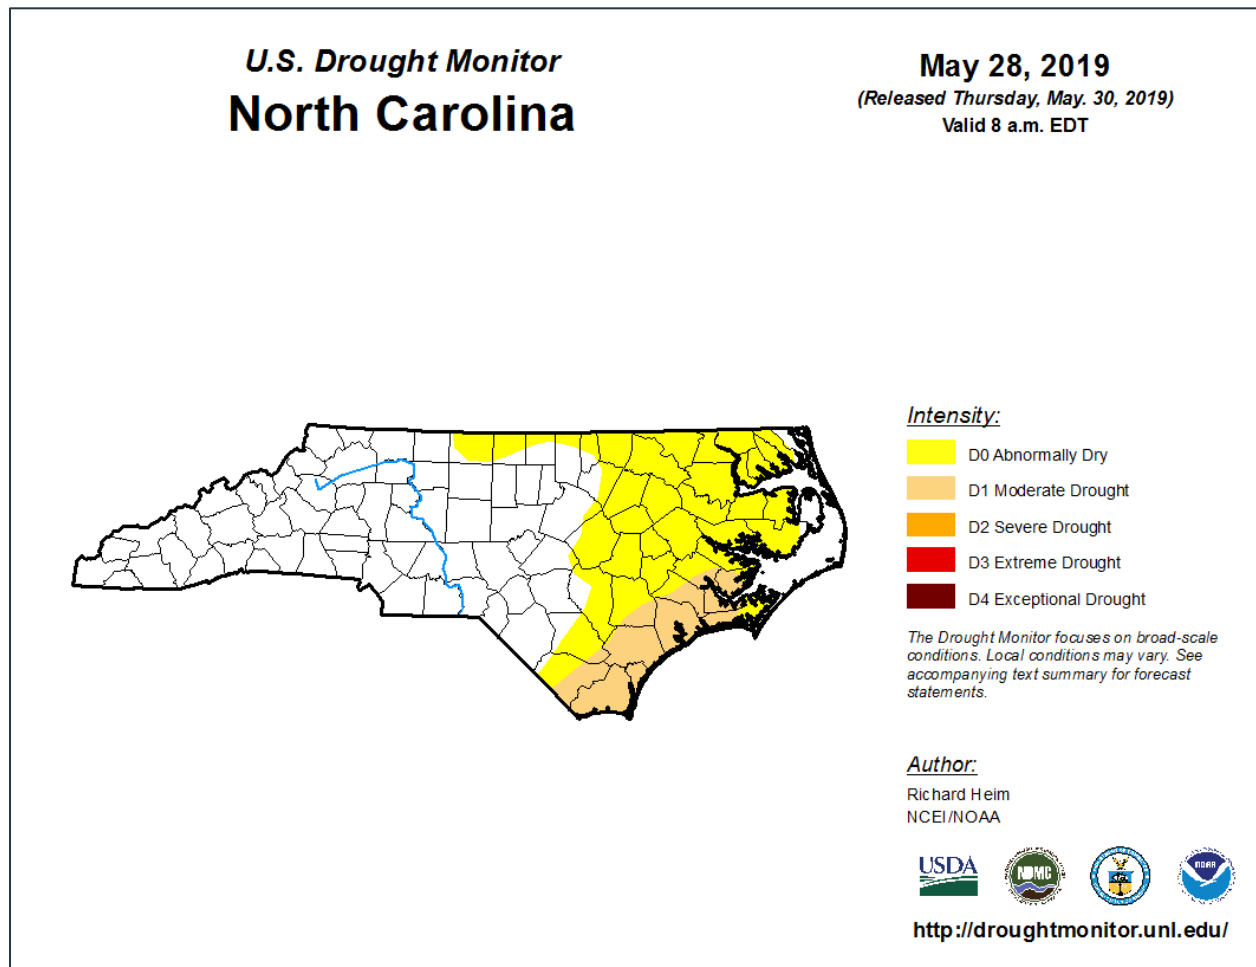 U.S. Drought Monitor
North Carolina
May 28, 2019
(Released Thursday, May. 30, 2019)
Valid 8 a.m. EDT
Intensity:
D0 Abnormally Dry
D1 Moderate Drought
D2 Severe Drought
D3 Extreme Drought
D4 Exceptional Drought
The Drought Monitor focuses on broad-scale
conditions. Local conditions may vary. See
accompanying text summary for forecast
statements.
Author:
Richard Heim
NCEI/NOAA
USDA
NDMC
NOAA
http://droughtmonitor.unl.edu/